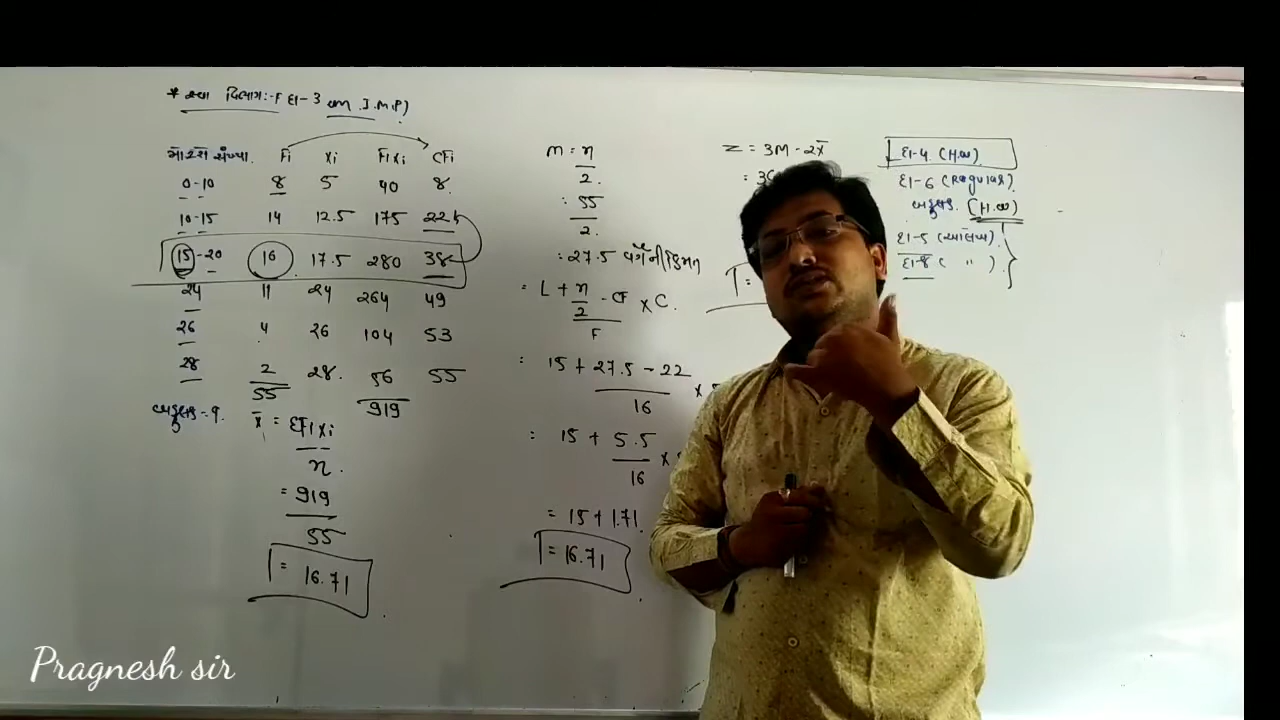 * સ્થા વિભાગ:- દા-3 I.M.P)
સંખ્યા. Fi xi Fixi CFi
0-10 8 5 40 8.
10-15 14 12.5 175 22
15-20 16 17.5 280 38
24 11 24 264 49
26 4 26 104 53
28 2 28. 56 55
55 919
x̄ = ΣFixi
n.
= 919
55
= 16.71
m = n
2.
: 55
2.
: 27.5
= L + n
2 - CF × C.
F
: 15 + 27.5 - 22
16 ×
= 15 + 5.5
16 ×
= 15 + 1.71.
= 16.71
Z = 3M - 2x̄
દા-4 (H.W)
દા-6 (Regular).
(H.W)
દા-5
દા-8 ( " )
Pragnesh sir